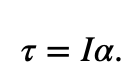 τ = Iα.